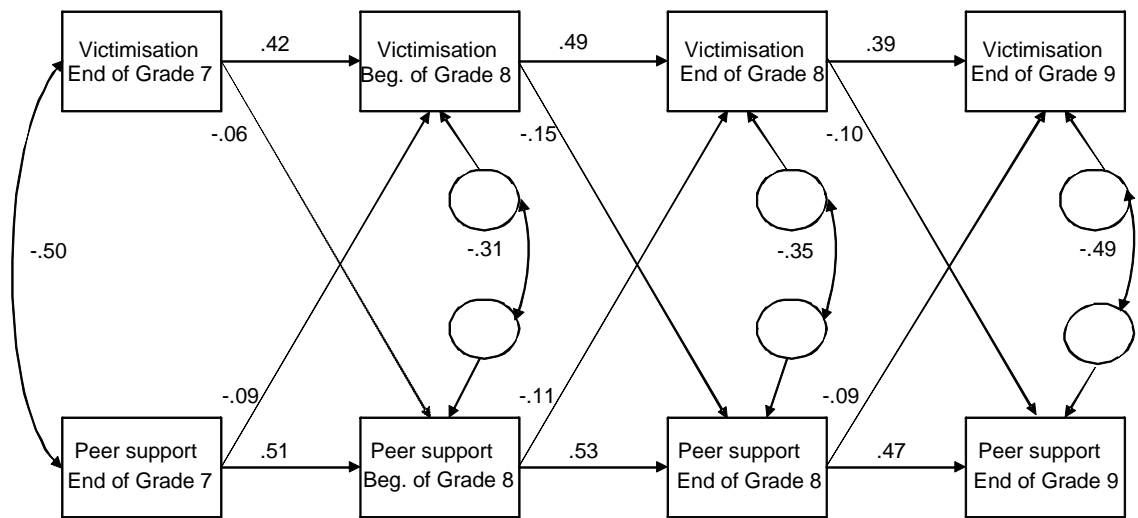 Victimisation
End of Grade 7
.42
Victimisation
Beg. of Grade 8
.49
Victimisation
End of Grade 8
.39
Victimisation
End of Grade 9
-.06
-.15
-.10
-.50
-.31
-.35
-.49
-.09
-.11
-.09
Peer support
End of Grade 7
.51
Peer support
Beg. of Grade 8
.53
Peer support
End of Grade 8
.47
Peer support
End of Grade 9